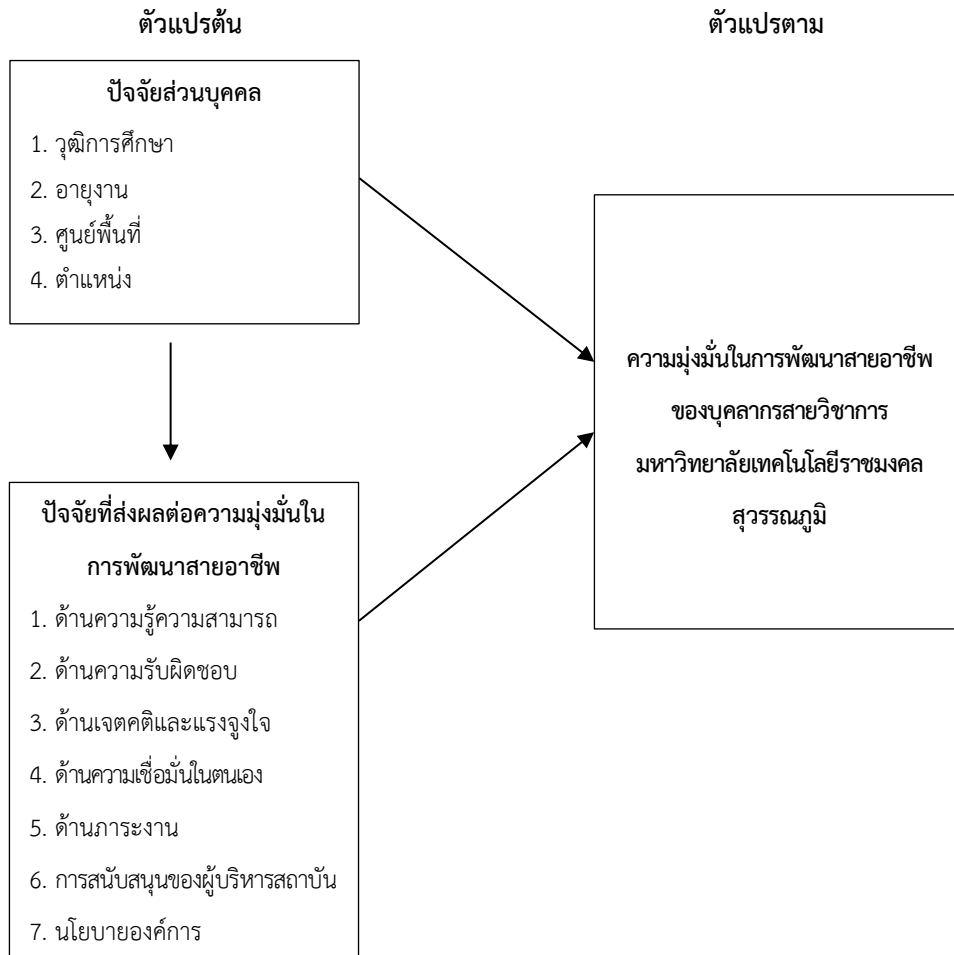 ตัวแปรต้น
ตัวแปรตาม
ปัจจัยส่วนบุคคล
1. วุฒิการศึกษา
2. อายุงาน
3. ศูนย์พื้นที่
4. ตำแหน่ง
ความมุ่งมั่นในการพัฒนาสายอาชีพ
ของบุคลากรสายวิชาการ
มหาวิทยาลัยเทคโนโลยีราชมงคล
สุวรรณภูมิ
ปัจจัยที่ส่งผลต่อความมุ่งมั่นใน
การพัฒนาสายอาชีพ
1. ด้านความรู้ความสามารถ
2. ด้านความรับผิดชอบ
3. ด้านเจตคติและแรงจูงใจ
4. ด้านความเชื่อมั่นในตนเอง
5. ด้านภาระงาน
6. การสนับสนุนของผู้บริหารสถาบัน
7. นโยบายองค์การ